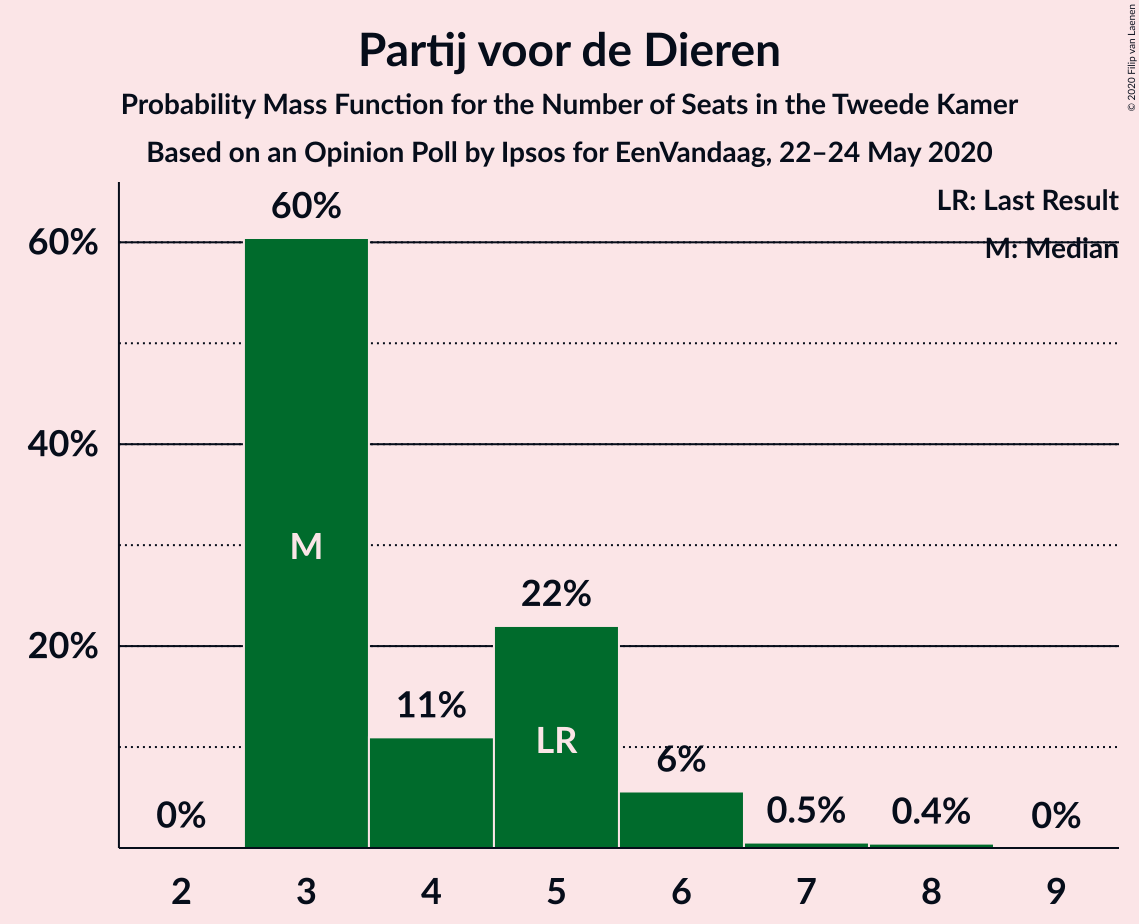 Partij voor de Dieren
Probability Mass Function for the Number of Seats in the Tweede Kamer
Based on an Opinion Poll by Ipsos for EenVandaag, 22–24 May 2020
© 2020 Filip van Laenen
LR: Last Result
M: Median
60%
40%
20%
0%
60%
11%
22%
6%
0.5%
0.4%
0%
M
LR
2
3
4
5
6
7
8
9